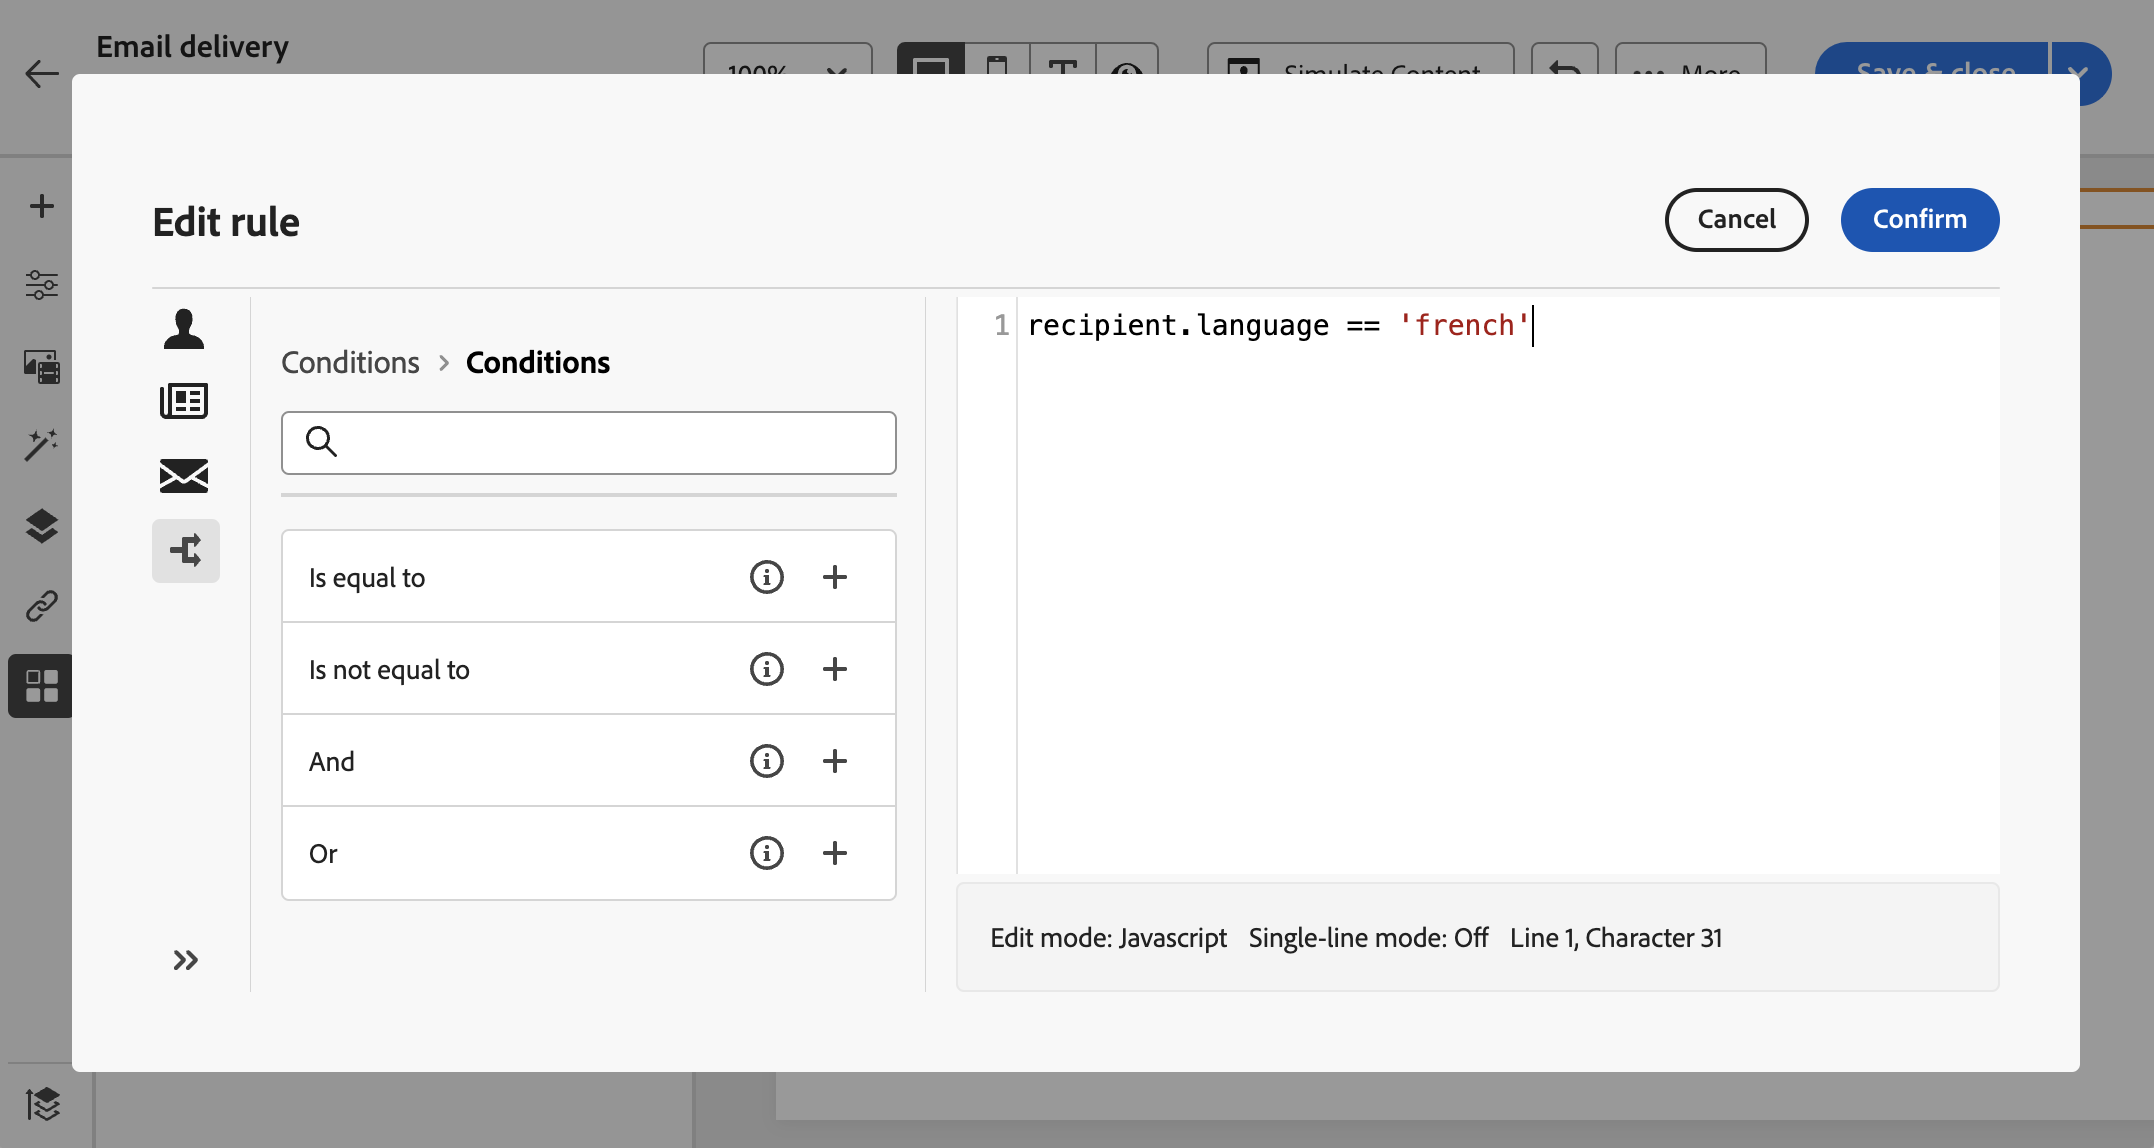 Email delivery
100%
Simulate Content
More
Save & close
Edit rule
Cancel
Confirm
Conditions > Conditions
Is equal to
Is not equal to
And
Or
1 recipient.language == 'french'
Edit mode: Javascript Single-line mode: Off Line 1, Character 31